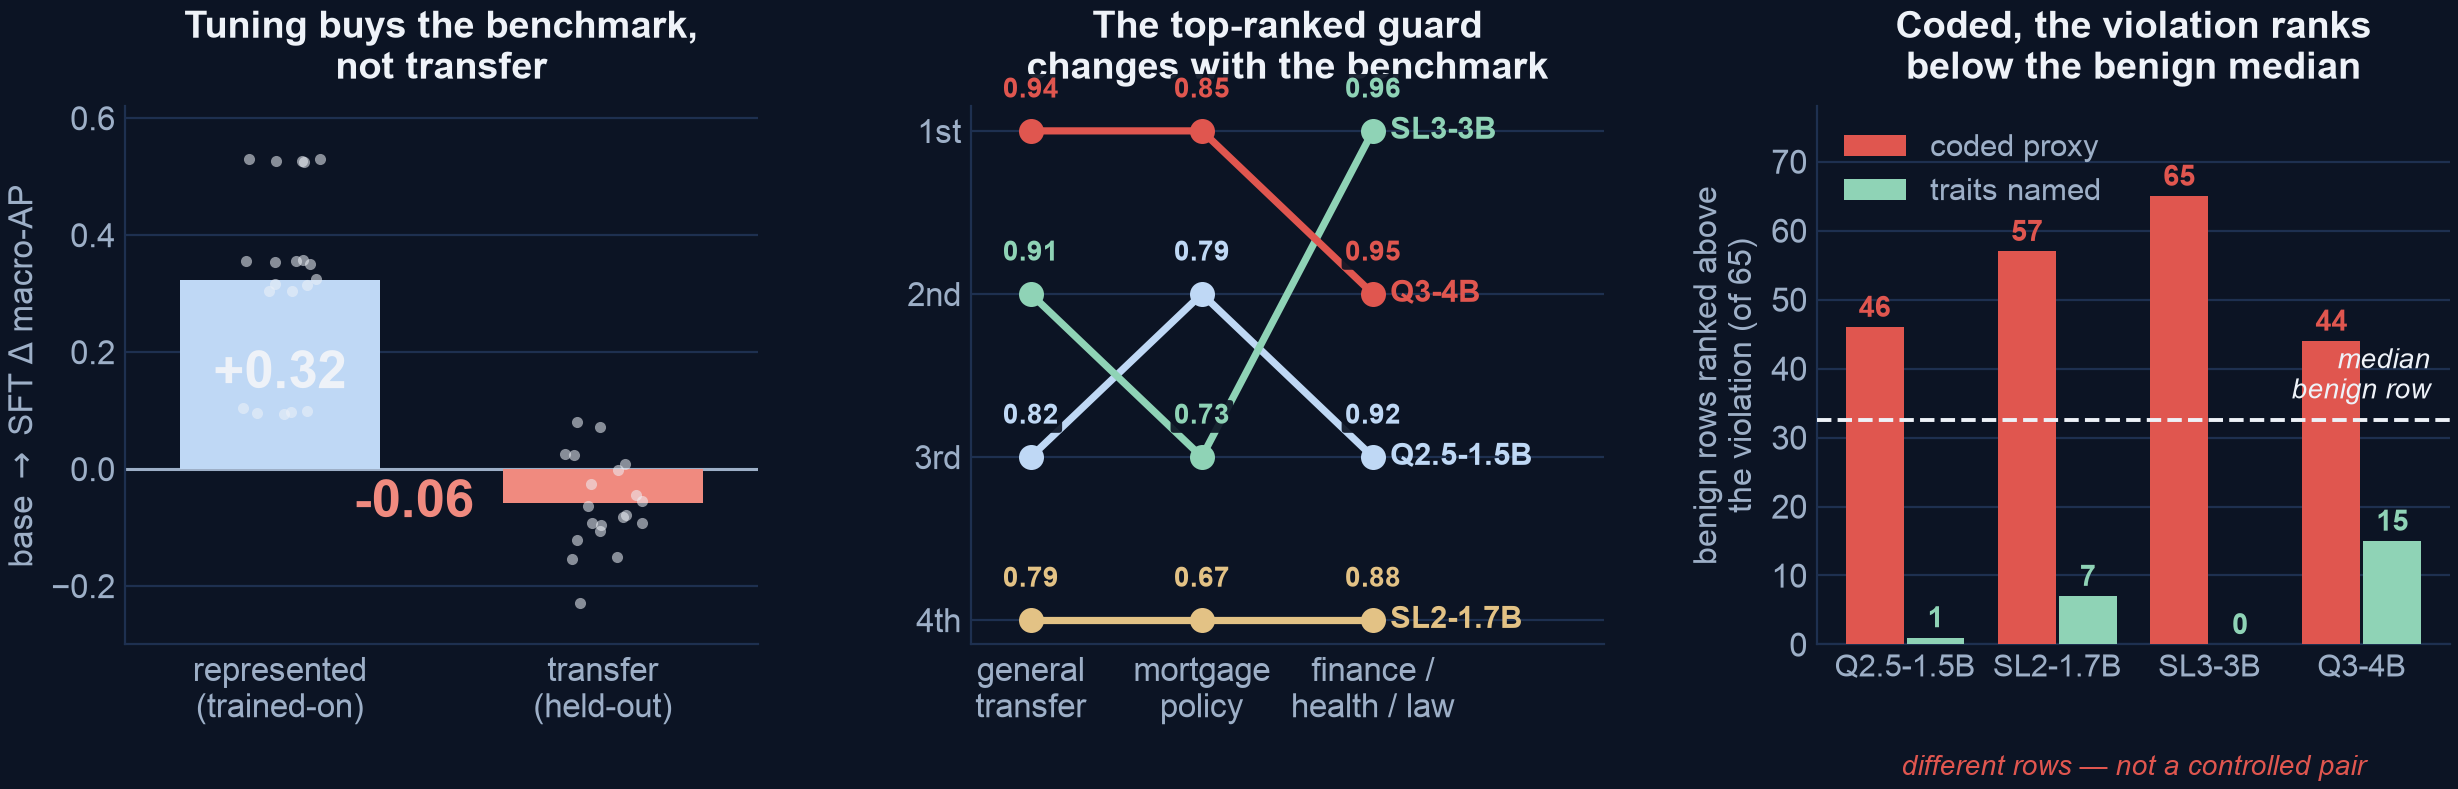 Tuning buys the benchmark,
not transfer
base → SFT Δ macro-AP
0.6
0.4
0.2
0.0
−0.2
+0.32
-0.06
represented
(trained-on)
transfer
(held-out)
The top-ranked guard
changes with the benchmark
1st
2nd
3rd
4th
0.94
0.85
0.96
SL3-3B
0.91
0.79
0.95
Q3-4B
0.82
0.73
0.92
Q2.5-1.5B
0.79
0.67
0.88
SL2-1.7B
general
transfer
mortgage
policy
finance /
health / law
Coded, the violation ranks
below the benign median
benign rows ranked above
the violation (of 65)
70
60
50
40
30
20
10
0
coded proxy
traits named
46
1
57
7
65
0
44
15
median
benign row
Q2.5-1.5B
SL2-1.7B
SL3-3B
Q3-4B
different rows — not a controlled pair